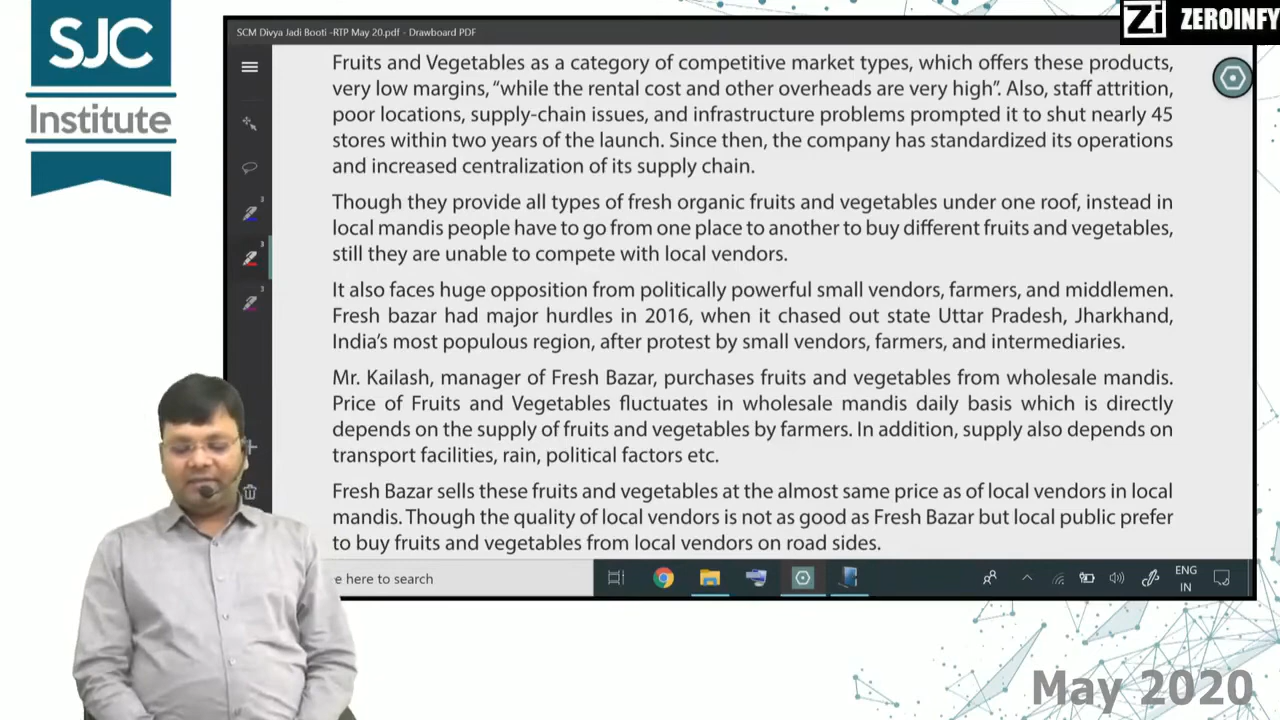 SJC
Institute
Zi ZEROINFY
SCM Divya Jadi Booti -RTP May 20.pdf - Drawboard PDF
Fruits and Vegetables as a category of competitive market types, which offers these products,
very low margins, “while the rental cost and other overheads are very high”. Also, staff attrition,
poor locations, supply-chain issues, and infrastructure problems prompted it to shut nearly 45
stores within two years of the launch. Since then, the company has standardized its operations
and increased centralization of its supply chain.
Though they provide all types of fresh organic fruits and vegetables under one roof, instead in
local mandis people have to go from one place to another to buy different fruits and vegetables,
still they are unable to compete with local vendors.
It also faces huge opposition from politically powerful small vendors, farmers, and middlemen.
Fresh bazar had major hurdles in 2016, when it chased out state Uttar Pradesh, Jharkhand,
India’s most populous region, after protest by small vendors, farmers, and intermediaries.
Mr. Kailash, manager of Fresh Bazar, purchases fruits and vegetables from wholesale mandis.
Price of Fruits and Vegetables fluctuates in wholesale mandis daily basis which is directly
depends on the supply of fruits and vegetables by farmers. In addition, supply also depends on
transport facilities, rain, political factors etc.
Fresh Bazar sells these fruits and vegetables at the almost same price as of local vendors in local
mandis. Though the quality of local vendors is not as good as Fresh Bazar but local public prefer
to buy fruits and vegetables from local vendors on road sides.
3
3
3
e here to search
ENG
IN
May 2020